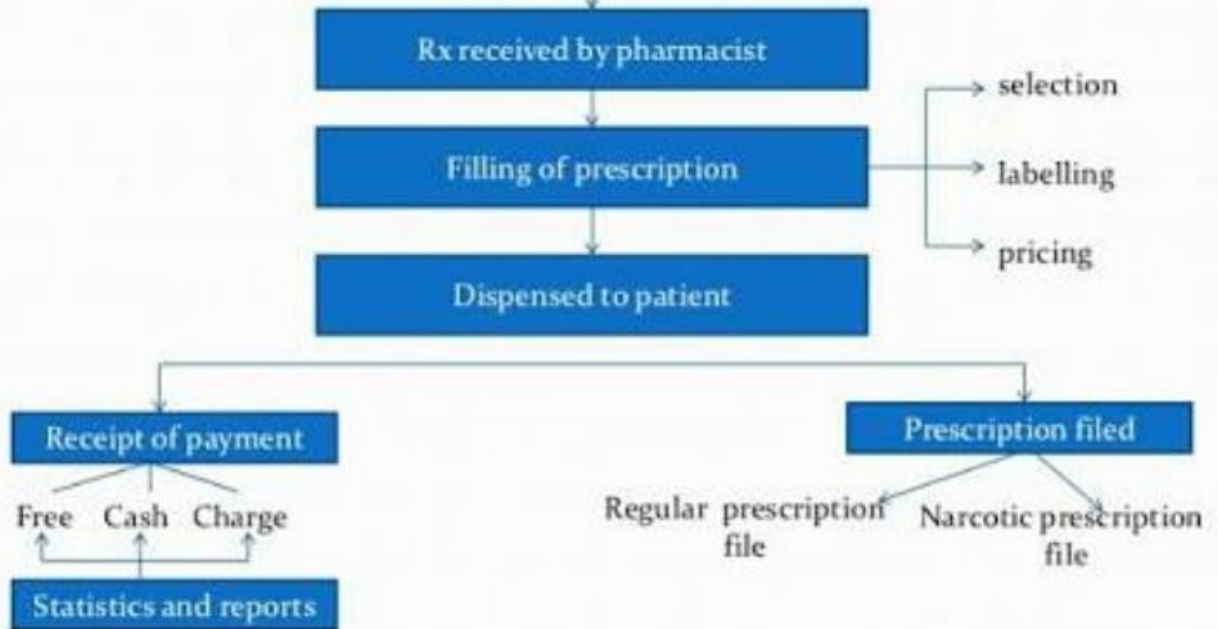 Rx received by pharmacist
selection
Filling of prescription
labelling
pricing
Dispensed to patient
Receipt of payment
Prescription filed
Free Cash Charge
Regular prescription
file
Narcotic prescription
file
Statistics and reports